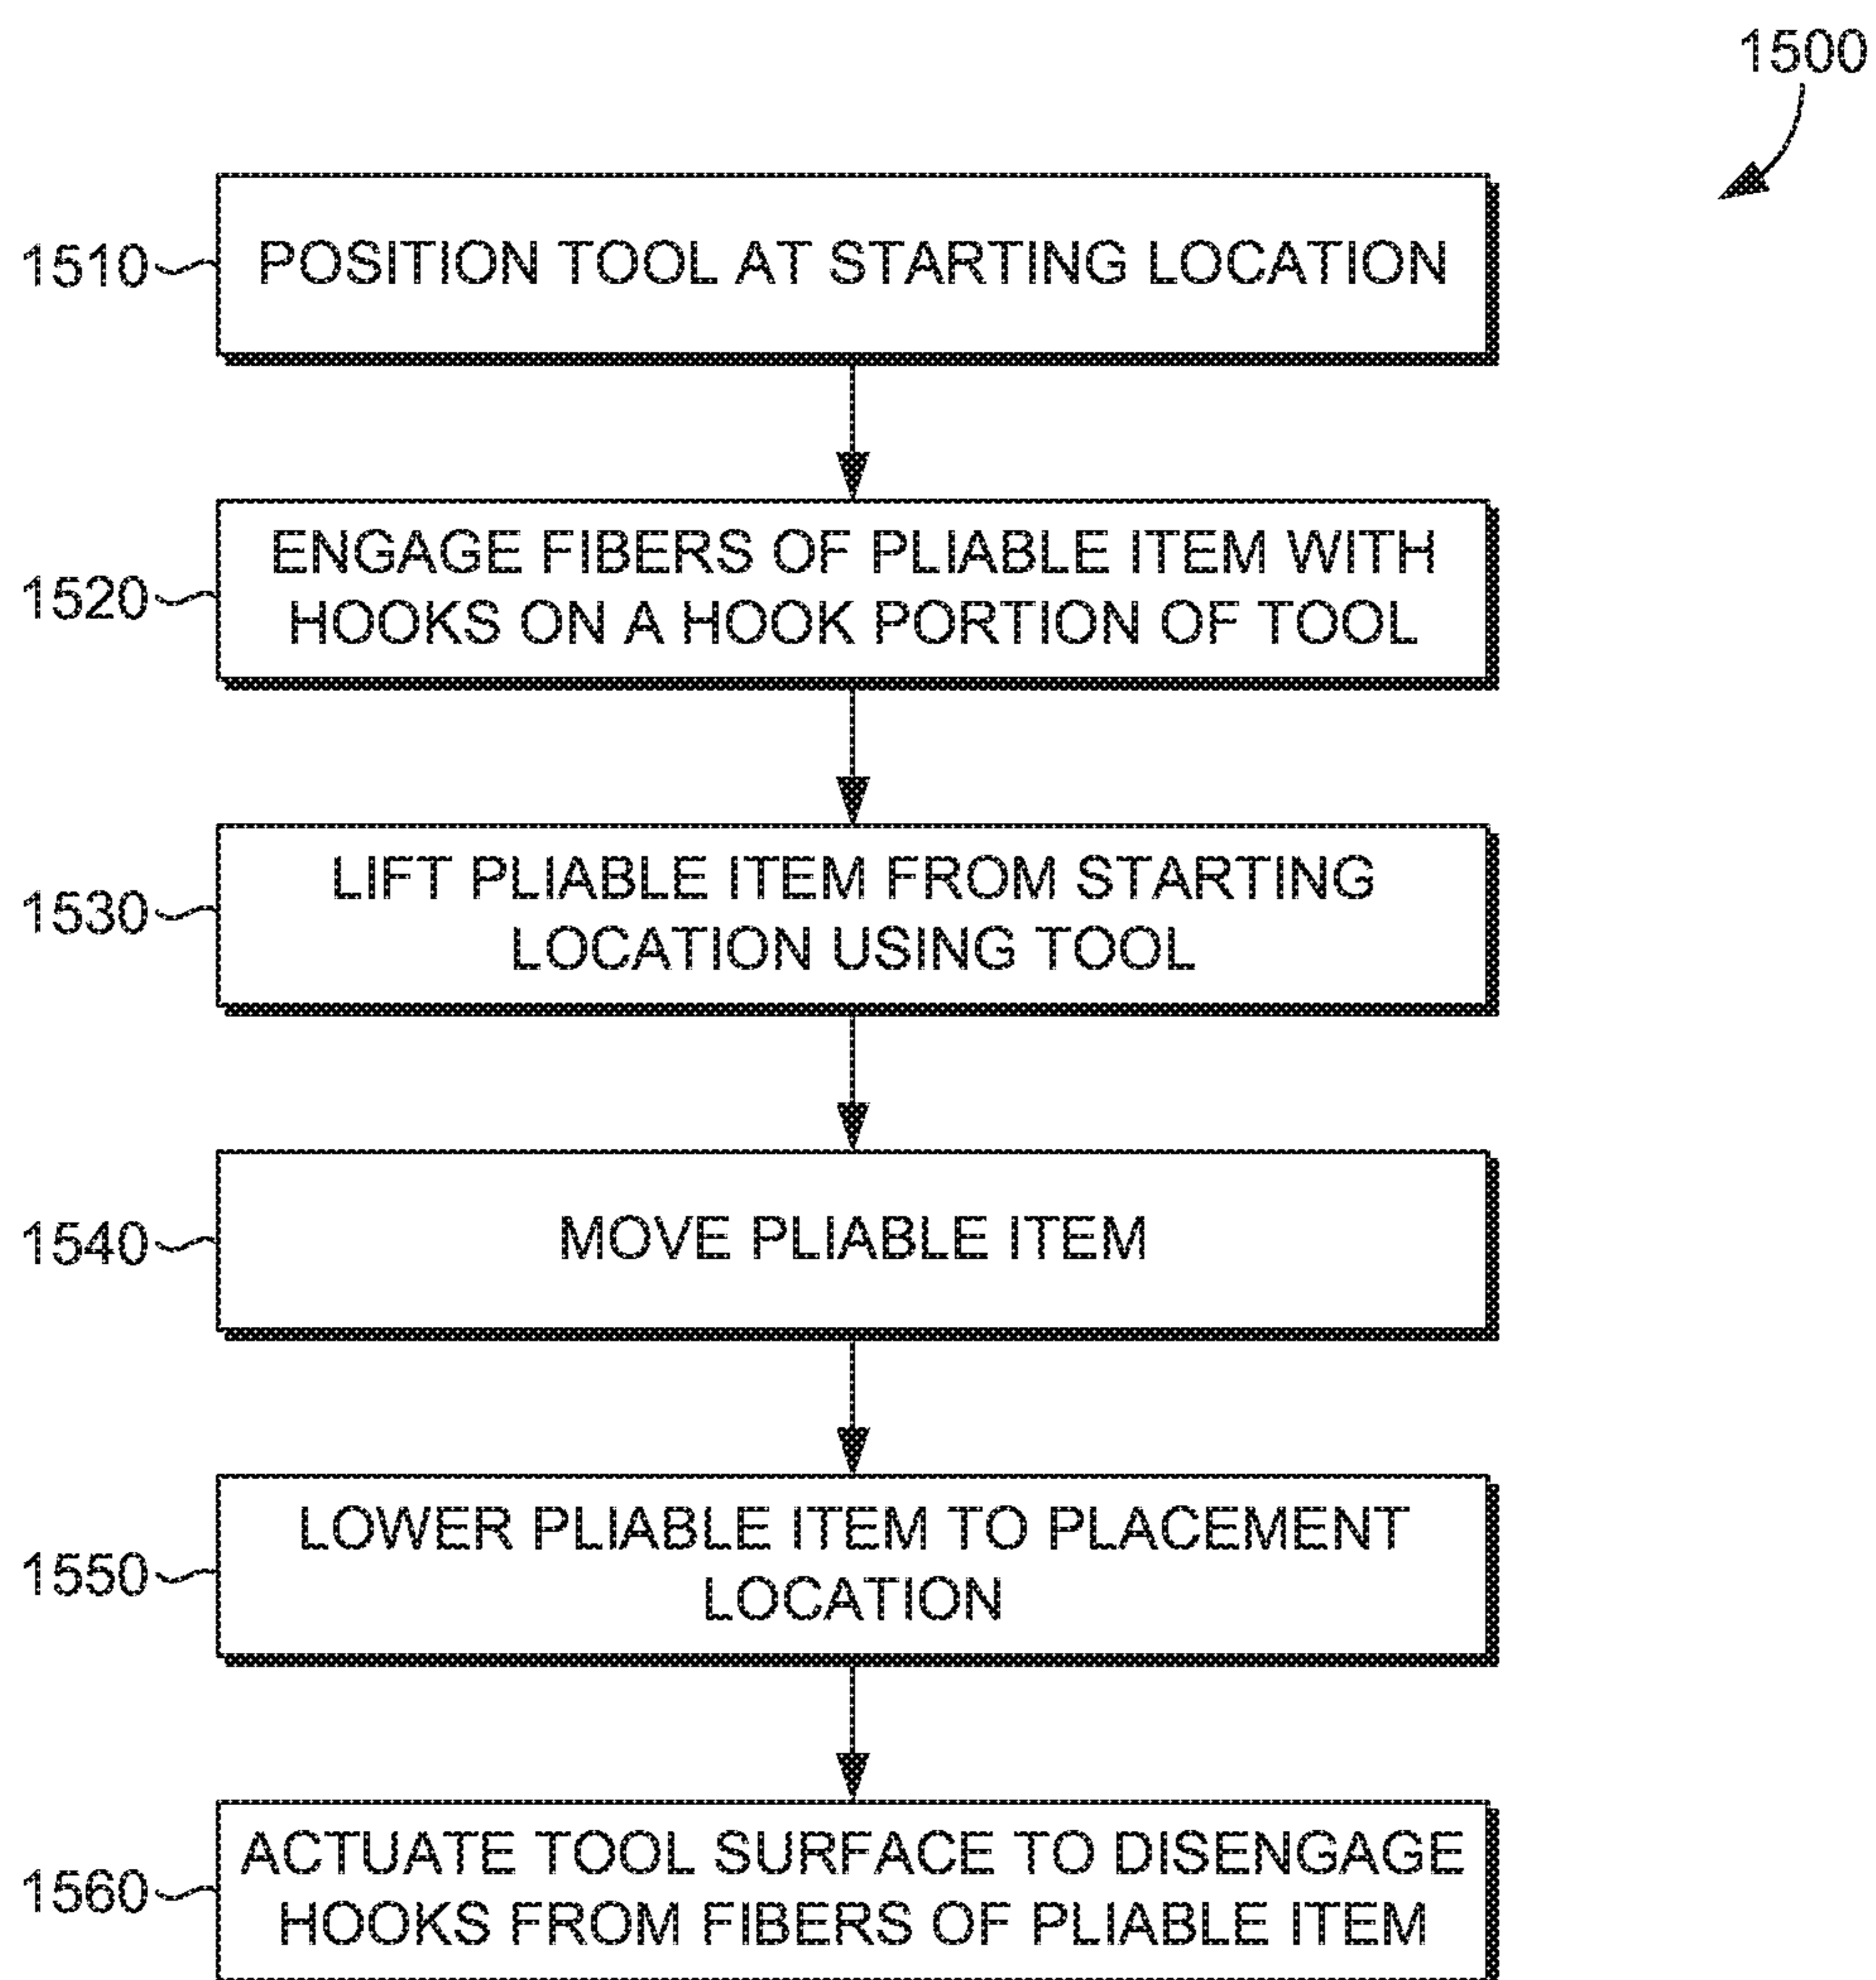 1500
1510
POSITION TOOL AT STARTING LOCATION
1520
ENGAGE FIBERS OF PLIABLE ITEM WITH
HOOKS ON A HOOK PORTION OF TOOL
1530
LIFT PLIABLE ITEM FROM STARTING
LOCATION USING TOOL
1540
MOVE PLIABLE ITEM
1550
LOWER PLIABLE ITEM TO PLACEMENT
LOCATION
1560
ACTUATE TOOL SURFACE TO DISENGAGE
HOOKS FROM FIBERS OF PLIABLE ITEM